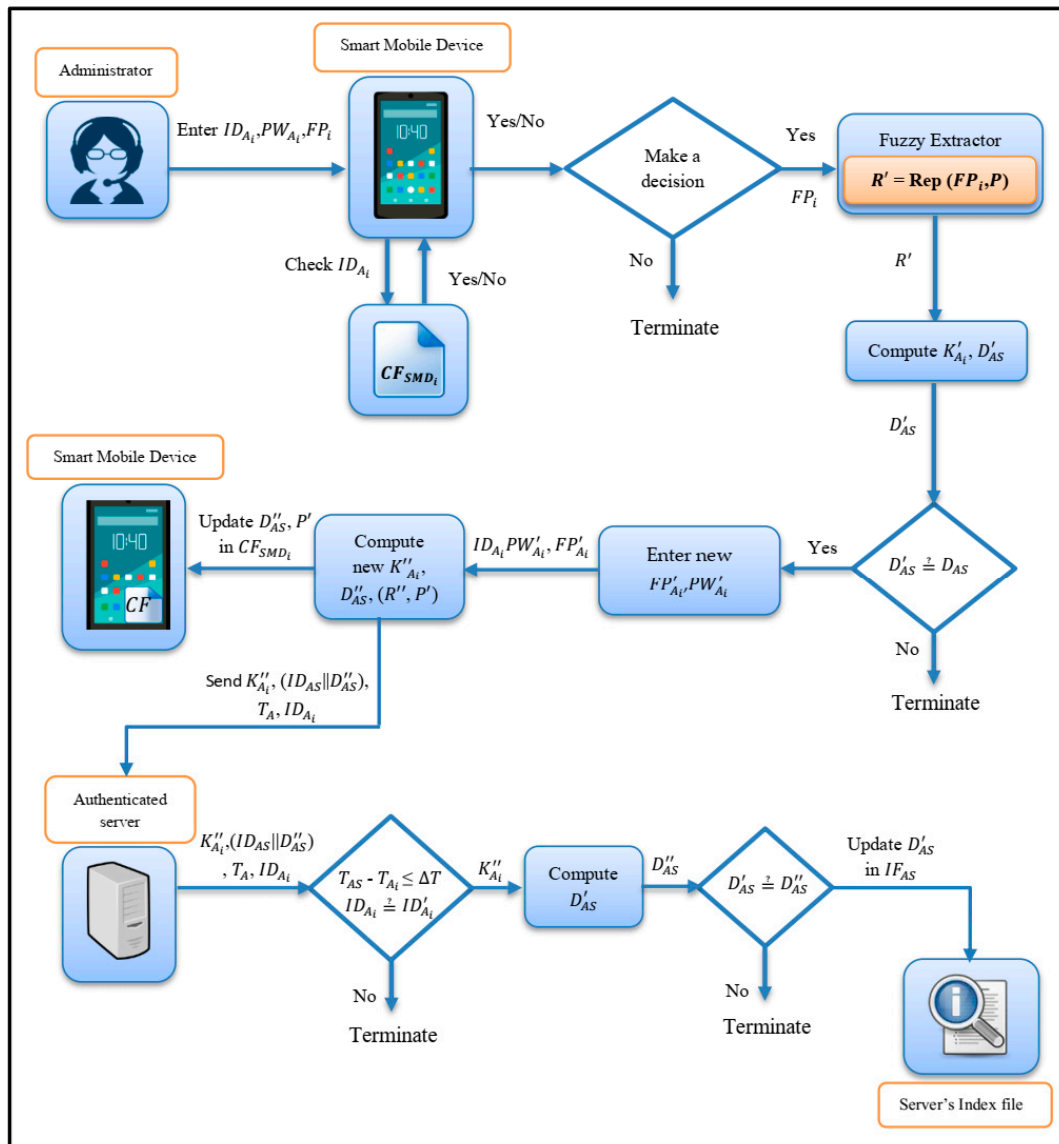 Administrator
Smart Mobile Device
Enter ID_{A_i},PW_{A_i},FP_i
10:40
Yes/No
Make a
decision
Yes
FP_i
Fuzzy Extractor
R' = Rep (FP_i,P)
No
Terminate
Check ID_{A_i}
Yes/No
CF_{SMD_i}
R'
Compute K'_{A_i}, D'_{AS}
D'_{AS}
Smart Mobile Device
10:40
CF
Update D''_{AS}, P'
in CF_{SMD_i}
Compute
new K''_{A_i},
D''_{AS}, (R'', P')
ID_{A_i} PW'_{A_i}, FP'_{A_i}
Enter new
FP'_{A_i},PW'_{A_i}
Yes
D'_{AS} ≟ D_{AS}
No
Terminate
Send K''_{A_i}, (ID_{AS}||D''_{AS}),
T_A, ID_{A_i}
Authenticated
server
K''_{A_i},(ID_{AS}||D''_{AS})
, T_A, ID_{A_i}
T_{AS} - T_{A_i} ≤ ΔT
ID_{A_i} ≟ ID'_{A_i}
K''_{A_i}
Compute
D'_{AS}
D''_{AS}
D'_{AS} ≟ D''_{AS}
Update D'_{AS}
in IF_{AS}
No
Terminate
No
Terminate
i
Server's Index file